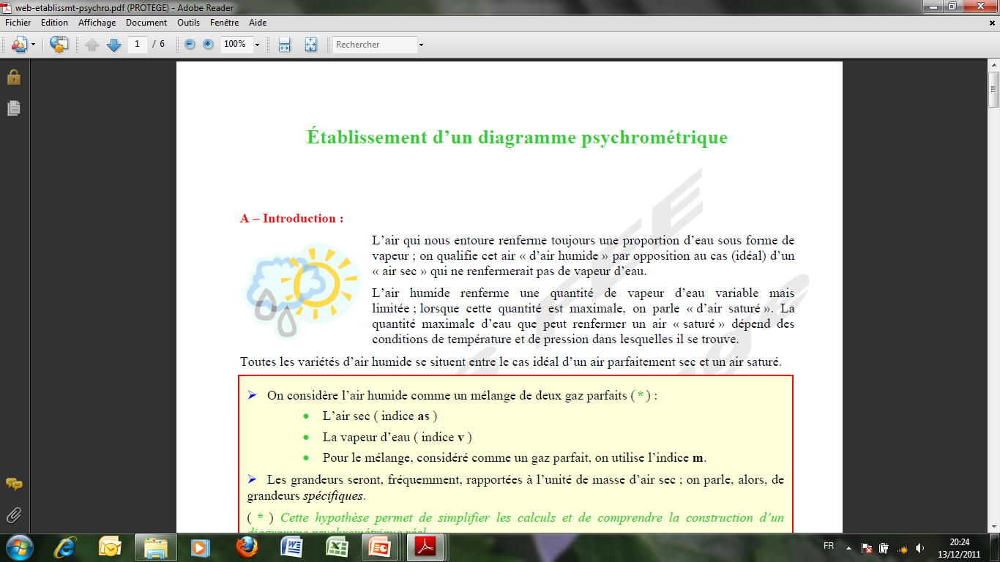 web-etablissmt-psychro.pdf (PROTEGE) - Adobe Reader
Fichier Edition Affichage Document Outils Fenêtre Aide
1 / 6 100% Rechercher
Établissement d’un diagramme psychrométrique
A – Introduction :
L’air qui nous entoure renferme toujours une proportion d’eau sous forme de
vapeur ; on qualifie cet air « d’air humide » par opposition au cas (idéal) d’un
« air sec » qui ne renfermerait pas de vapeur d’eau.
L’air humide renferme une quantité de vapeur d’eau variable mais
limitée ; lorsque cette quantité est maximale, on parle « d’air saturé ». La
quantité maximale d’eau que peut renfermer un air « saturé » dépend des
conditions de température et de pression dans lesquelles il se trouve.
Toutes les variétés d’air humide se situent entre le cas idéal d’un air parfaitement sec et un air saturé.
On considère l’air humide comme un mélange de deux gaz parfaits ( * ) :
L’air sec ( indice as )
La vapeur d’eau ( indice v )
Pour le mélange, considéré comme un gaz parfait, on utilise l’indice m.
Les grandeurs seront, fréquemment, rapportées à l’unité de masse d’air sec ; on parle, alors, de
grandeurs spécifiques.
( * ) Cette hypothèse permet de simplifier les calculs et de comprendre la construction d’un
diagramme psychrométrique réel
FR
20:24
13/12/2011